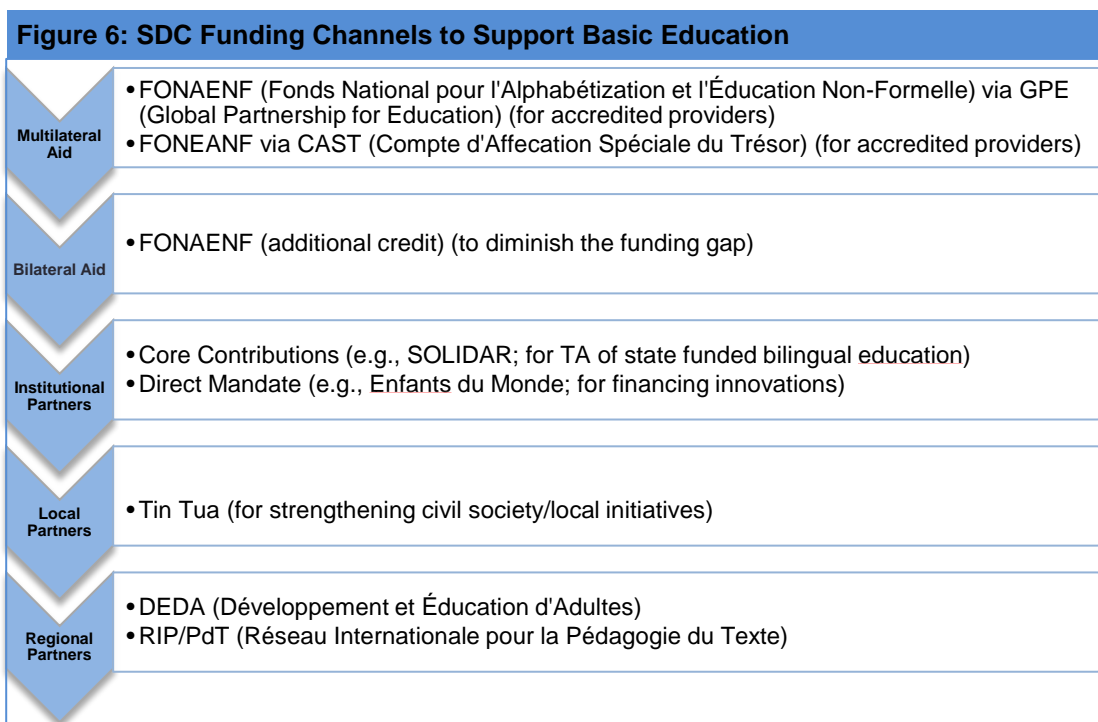 Figure 6: SDC Funding Channels to Support Basic Education
Multilateral
Aid
•FONAENF (Fonds National pour l'Alphabétization et l'Éducation Non-Formelle) via GPE
(Global Partnership for Education) (for accredited providers)
•FONEANF via CAST (Compte d'Affecation Spéciale du Trésor) (for accredited providers)
Bilateral Aid
•FONAENF (additional credit) (to diminish the funding gap)
Institutional
Partners
•Core Contributions (e.g., SOLIDAR; for TA of state funded bilingual education)
•Direct Mandate (e.g., Enfants du Monde; for financing innovations)
Local
Partners
•Tin Tua (for strengthening civil society/local initiatives)
Regional
Partners
•DEDA (Développement et Éducation d'Adultes)
•RIP/PdT (Réseau Internationale pour la Pédagogie du Texte)